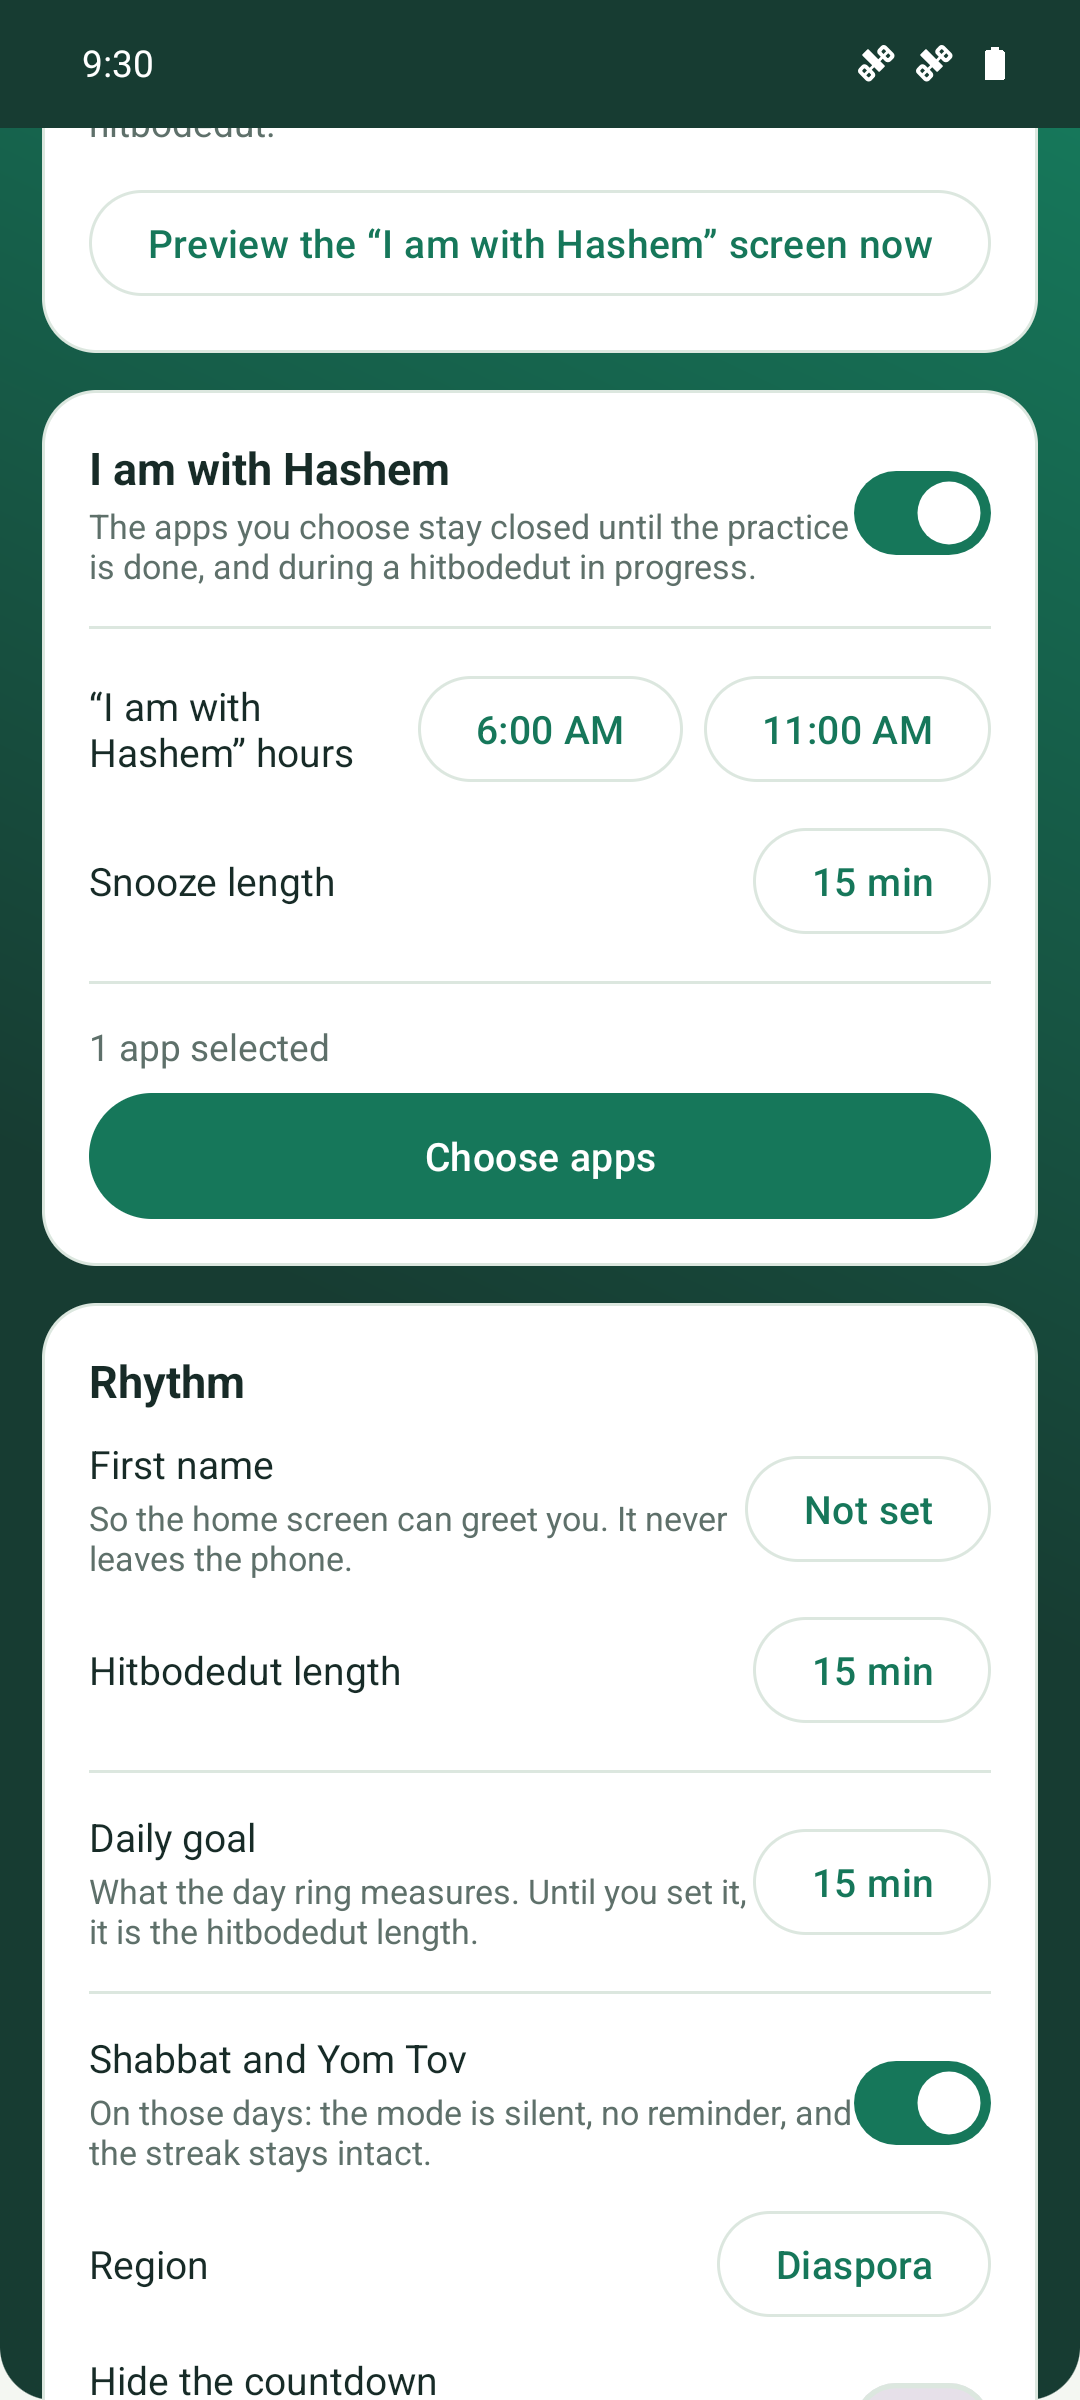 9:30
hitbodedut.
Preview the “I am with Hashem” screen now
I am with Hashem
The apps you choose stay closed until the practice
is done, and during a hitbodedut in progress.
“I am with
Hashem” hours
6:00 AM
11:00 AM
Snooze length
15 min
1 app selected
Choose apps
Rhythm
First name
So the home screen can greet you. It never
leaves the phone.
Not set
Hitbodedut length
15 min
Daily goal
What the day ring measures. Until you set it,
it is the hitbodedut length.
15 min
Shabbat and Yom Tov
On those days: the mode is silent, no reminder, and
the streak stays intact.
Region
Diaspora
Hide the countdown